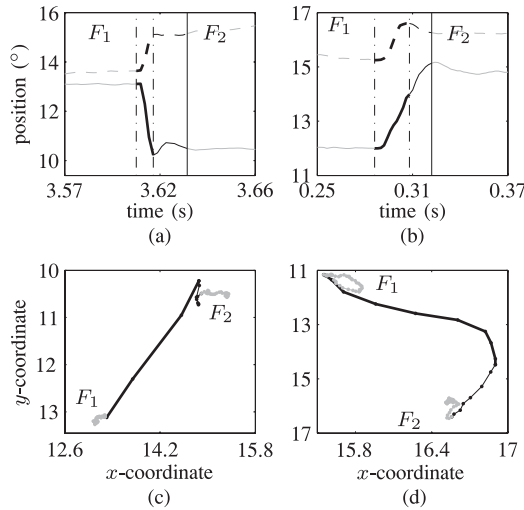 16
14
12
10
position (°)
F1
F2
3.57
3.62
3.66
time (s)
(a)
17
15
13
11
F1
F2
0.25
0.31
0.37
time (s)
(b)
10
11
12
13
y-coordinate
F1
F2
12.6
14.2
15.8
x-coordinate
(c)
11
13
15
17
F1
F2
15.8
16.4
17
x-coordinate
(d)